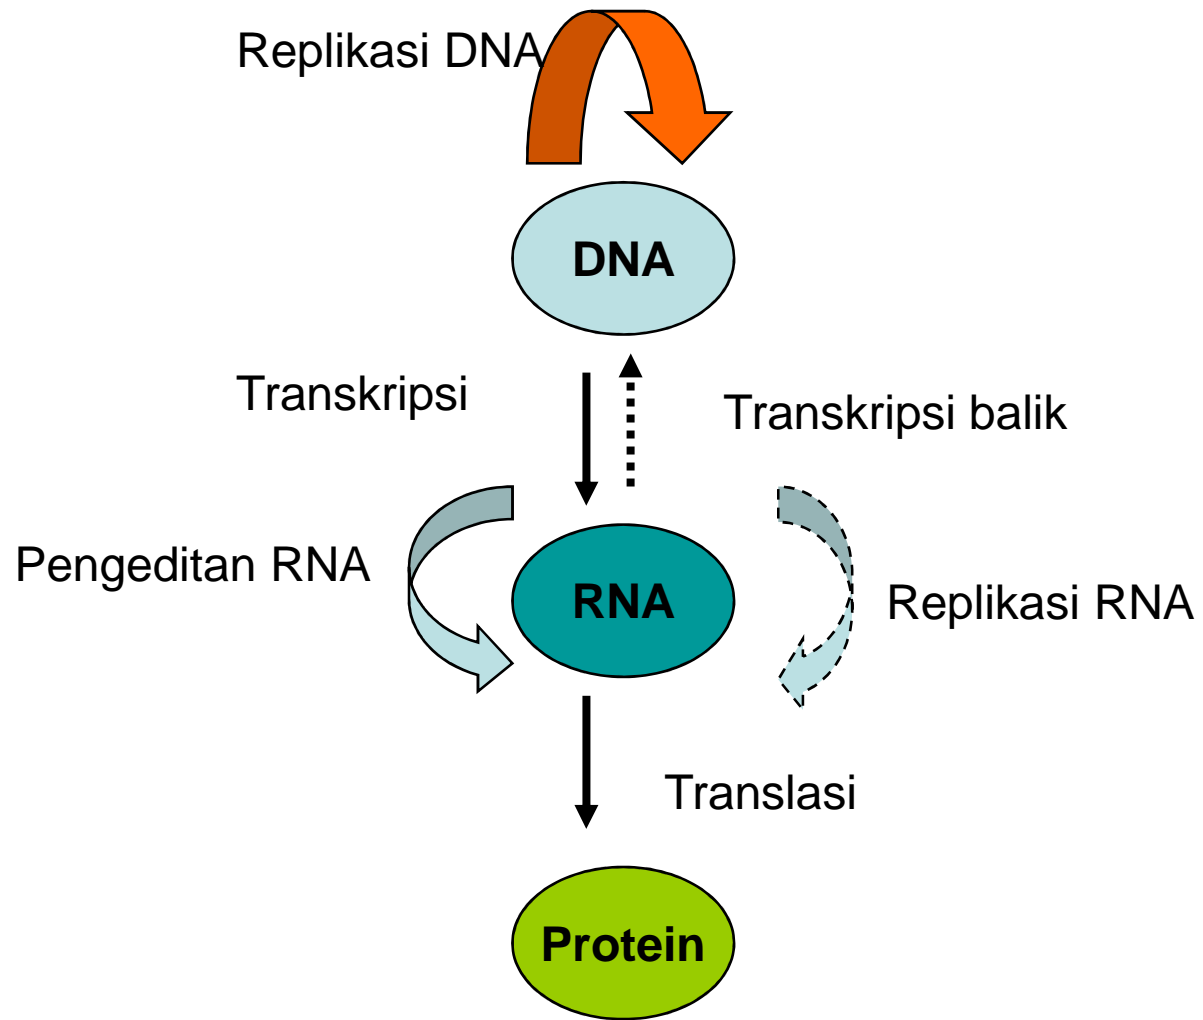 Replikasi DNA
DNA
Transkripsi
Transkripsi balik
Pengeditan RNA
RNA
Replikasi RNA
Translasi
Protein